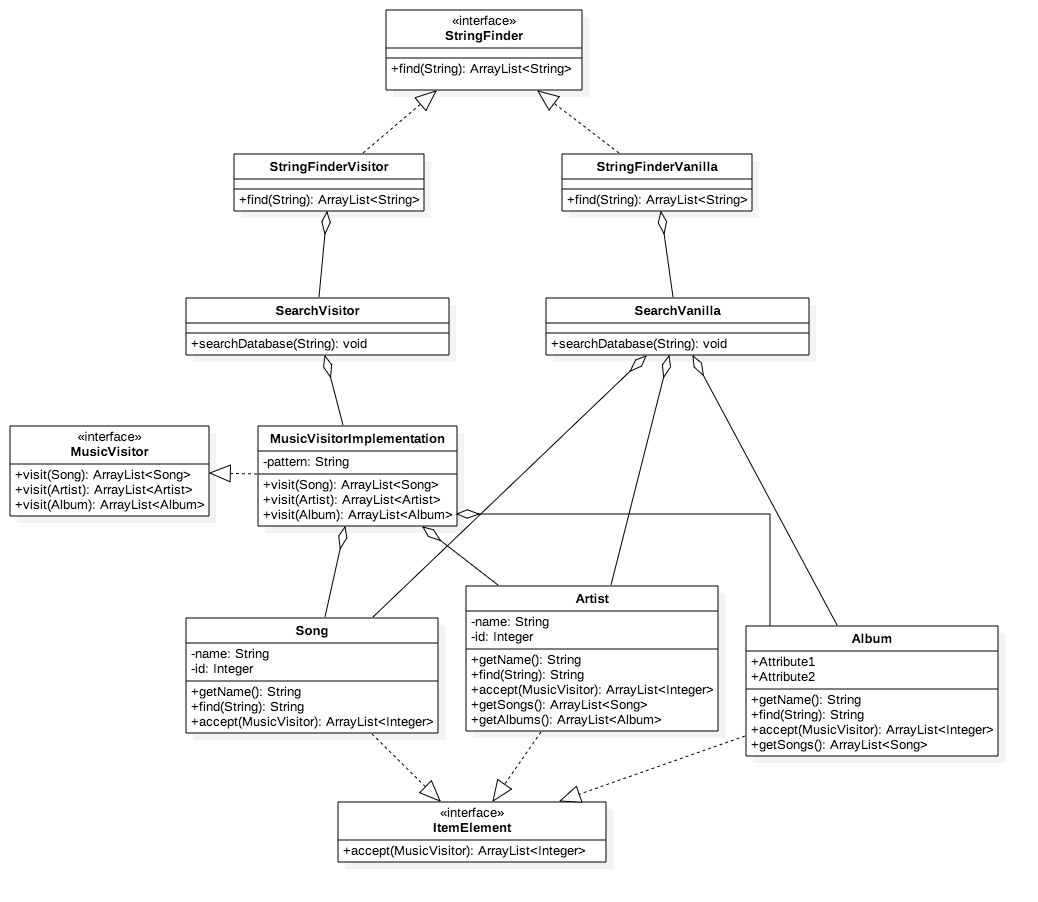 «interface»
StringFinder
+find(String): ArrayList<String>
StringFinderVisitor
+find(String): ArrayList<String>
StringFinderVanilla
+find(String): ArrayList<String>
SearchVisitor
+searchDatabase(String): void
SearchVanilla
+searchDatabase(String): void
«interface»
MusicVisitor
+visit(Song): ArrayList<Song>
+visit(Artist): ArrayList<Artist>
+visit(Album): ArrayList<Album>
MusicVisitorImplementation
-pattern: String
+visit(Song): ArrayList<Song>
+visit(Artist): ArrayList<Artist>
+visit(Album): ArrayList<Album>
Song
-name: String
-id: Integer
+getName(): String
+find(String): String
+accept(MusicVisitor): ArrayList<Integer>
Artist
-name: String
-id: Integer
+getName(): String
+find(String): String
+accept(MusicVisitor): ArrayList<Integer>
+getSongs(): ArrayList<Song>
+getAlbums(): ArrayList<Album>
Album
+Attribute1
+Attribute2
+getName(): String
+find(String): String
+accept(MusicVisitor): ArrayList<Integer>
+getSongs(): ArrayList<Song>
«interface»
ItemElement
+accept(MusicVisitor): ArrayList<Integer>